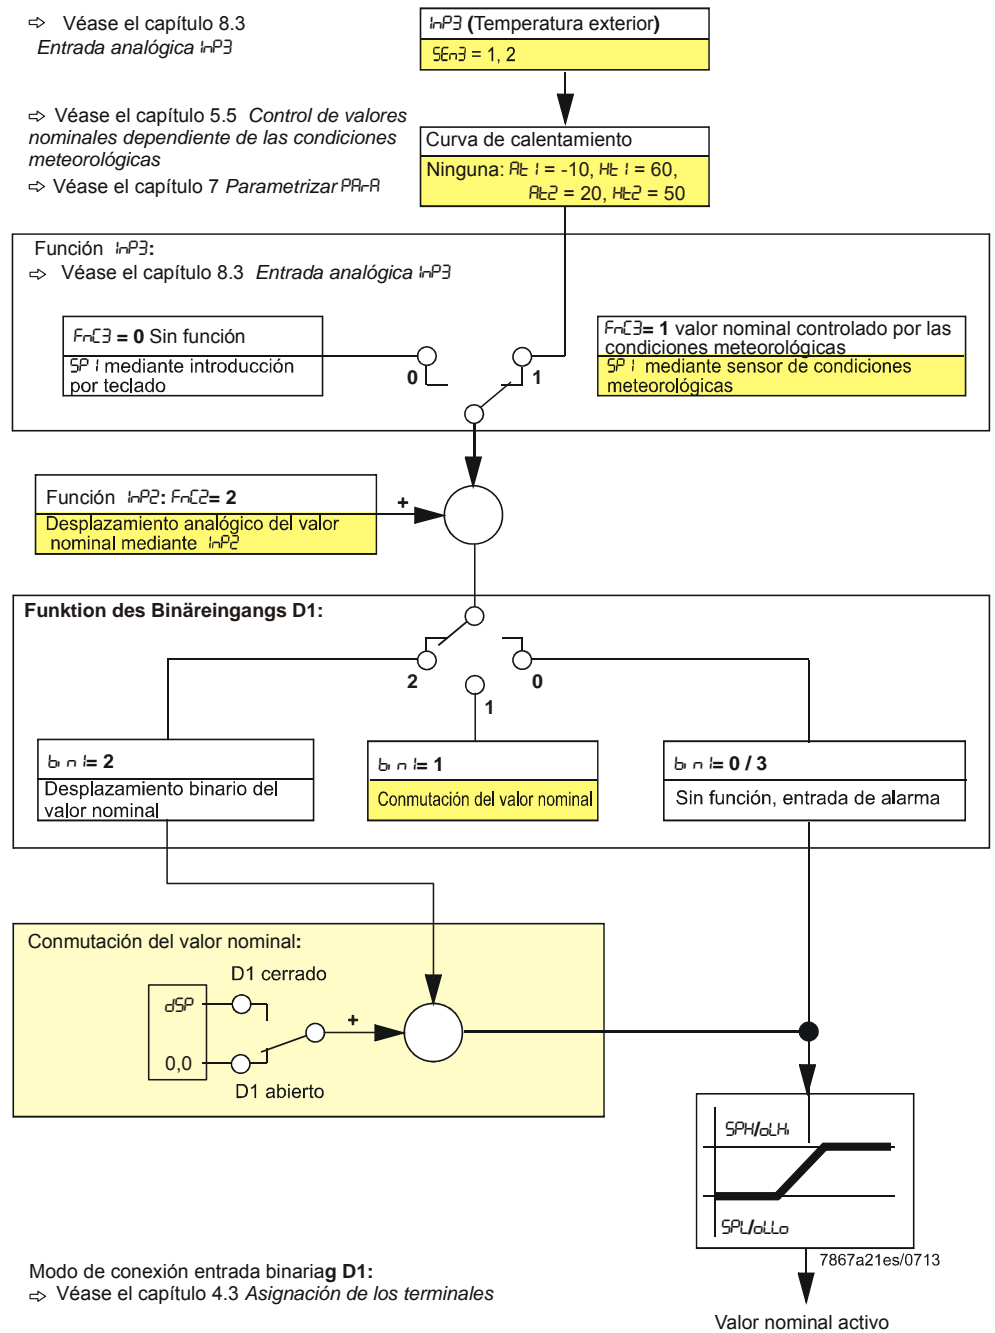 ⇨ Véase el capítulo 8.3
Entrada analógica InP3
InP3 (Temperatura exterior)
SEn3 = 1, 2
⇨ Véase el capítulo 5.5 Control de valores
nominales dependiente de las condiciones
meteorológicas
⇨ Véase el capítulo 7 Parametrizar PArA
Curva de calentamiento
Ninguna: At1 = -10, Ht1 = 60,
At2 = 20, Ht2 = 50
Función InP3:
⇨ Véase el capítulo 8.3 Entrada analógica InP3
FnC3 = 0 Sin función
SP1 mediante introducción
por teclado
0
1
FnC3= 1 valor nominal controlado por las
condiciones meteorológicas
SP1 mediante sensor de condiciones
meteorológicas
Función InP2: FnC2= 2
Desplazamiento analógico del valor
nominal mediante InP2
+
Funktion des Binäreingangs D1:
2
0
1
bin1= 2
Desplazamiento binario del
valor nominal
bin1= 1
Conmutación del valor nominal
bin1= 0 / 3
Sin función, entrada de alarma
Conmutación del valor nominal:
D1 cerrado
dSP
+
0,0
D1 abierto
SPH/oLHi
SPL/oLLo
7867a21es/0713
Modo de conexión entrada binariag D1:
⇨ Véase el capítulo 4.3 Asignación de los terminales
Valor nominal activo